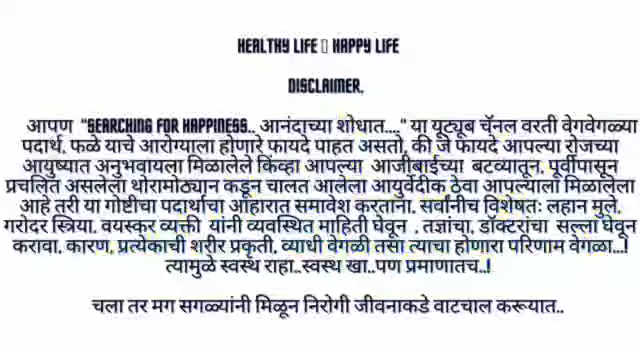 HEALTHY LIFE ▯ HAPPY LIFE
DISCLAIMER.
आपण "SEARCHING FOR HAPPINESS.. आनंदाच्या शोधात...." या यूट्यूब चॅनल वरती वेगवेगळ्या
पदार्थ. फळे याचे आरोग्याला होणारे फायदे पाहत असतो. की जे फायदे आपल्या रोजच्या
आयुष्यात अनुभवायला मिळालेले किंव्हा आपल्या आजीबाईच्या बटव्यातून. पूर्वीपासून
प्रचलित असलेला थोरामोठ्यान कडून चालत आलेला आयुर्वेदीक ठेवा आपल्याला मिळालेला
आहे तरी या गोष्टीचा पदार्थाचा आहारात समावेश करताना. सर्वांनीच विशेषतः लहान मुले.
गरोदर स्त्रिया. वयस्कर व्यक्ती यांनी व्यवस्थित माहिती घेवून . तज्ञांचा. डॉक्टरांचा सल्ला घेवून
करावा. कारण. प्रत्येकाची शरीर प्रकृती. व्याधी वेगळी तसा त्याचा होणारा परिणाम वेगळा...!
त्यामुळे स्वस्थ राहा..स्वस्थ खा..पण प्रमाणातच..!
चला तर मग सगळ्यांनी मिळून निरोगी जीवनाकडे वाटचाल करूयात..